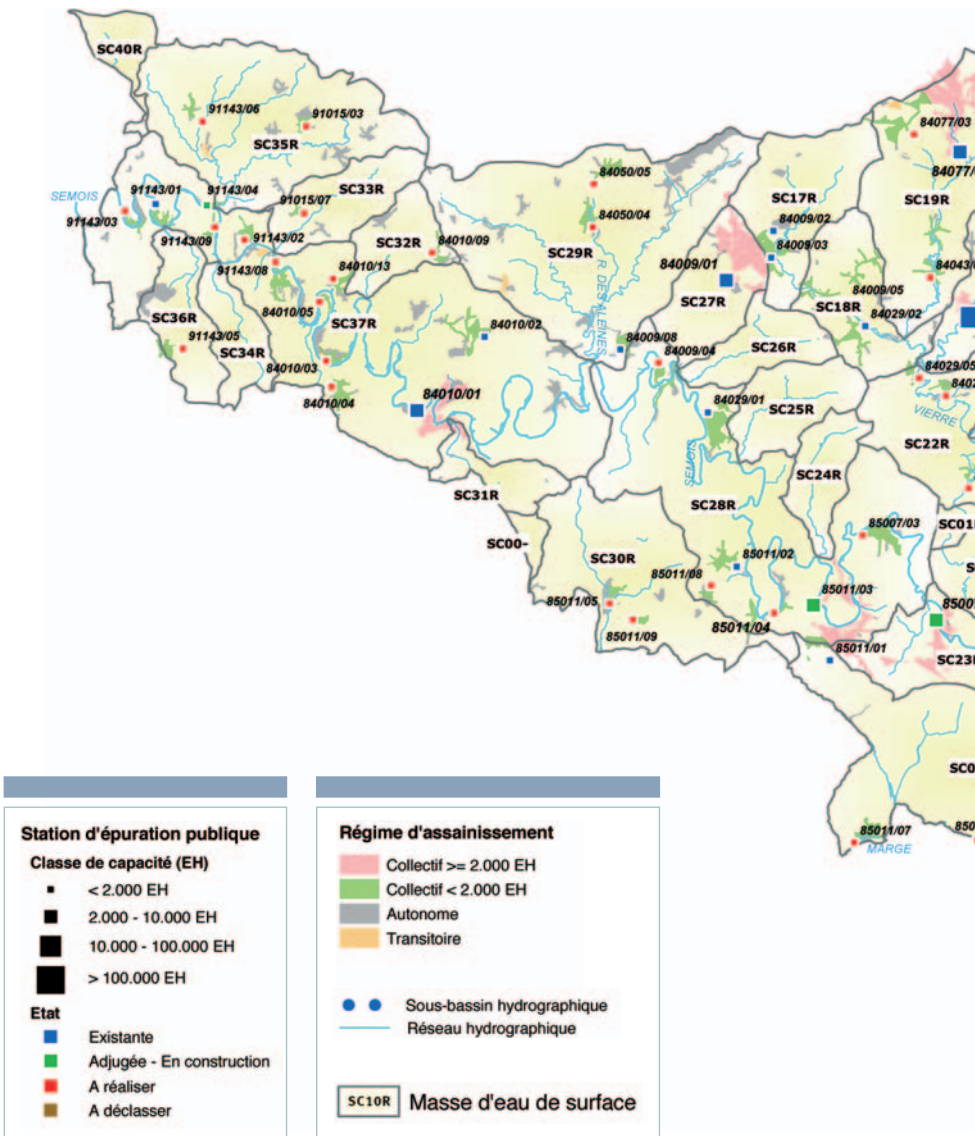 SC40R
91143/06
91015/03
84077/03
SC35R
84050/05
84077/
SEMOIS
91143/01
91143/04
SC33R
SC17R
SC19R
91143/03
91015/07
84050/04
84009/02
91143/09
91143/02
SC32R
84010/09
SC29R
84009/03
91143/08
84010/13
84009/01
84043/
R. DES ALEINES
SC27R
84009/05
SC36R
84010/05
SC37R
84010/02
SC18R
84029/02
91143/05
84009/08
SC34R
84010/03
84009/04
SC26R
84029/05
84010/04
84010/01
84029/01
SC25R
VIERRE
SC22R
SEMOIS
SC24R
SC31R
SC28R
SC00-
85007/03
SC01
SC30R
85011/02
85011/08
85011/05
85011/03
8500
85011/09
85011/04
85011/01
SC23
SC0
85011/07
850
MARGE
Station d'épuration publique
Classe de capacité (EH)
< 2.000 EH
2.000 - 10.000 EH
10.000 - 100.000 EH
> 100.000 EH
Etat
Existante
Adjugée - En construction
A réaliser
A déclasser
Régime d'assainissement
Collectif >= 2.000 EH
Collectif < 2.000 EH
Autonome
Transitoire
Sous-bassin hydrographique
Réseau hydrographique
SC10R Masse d'eau de surface